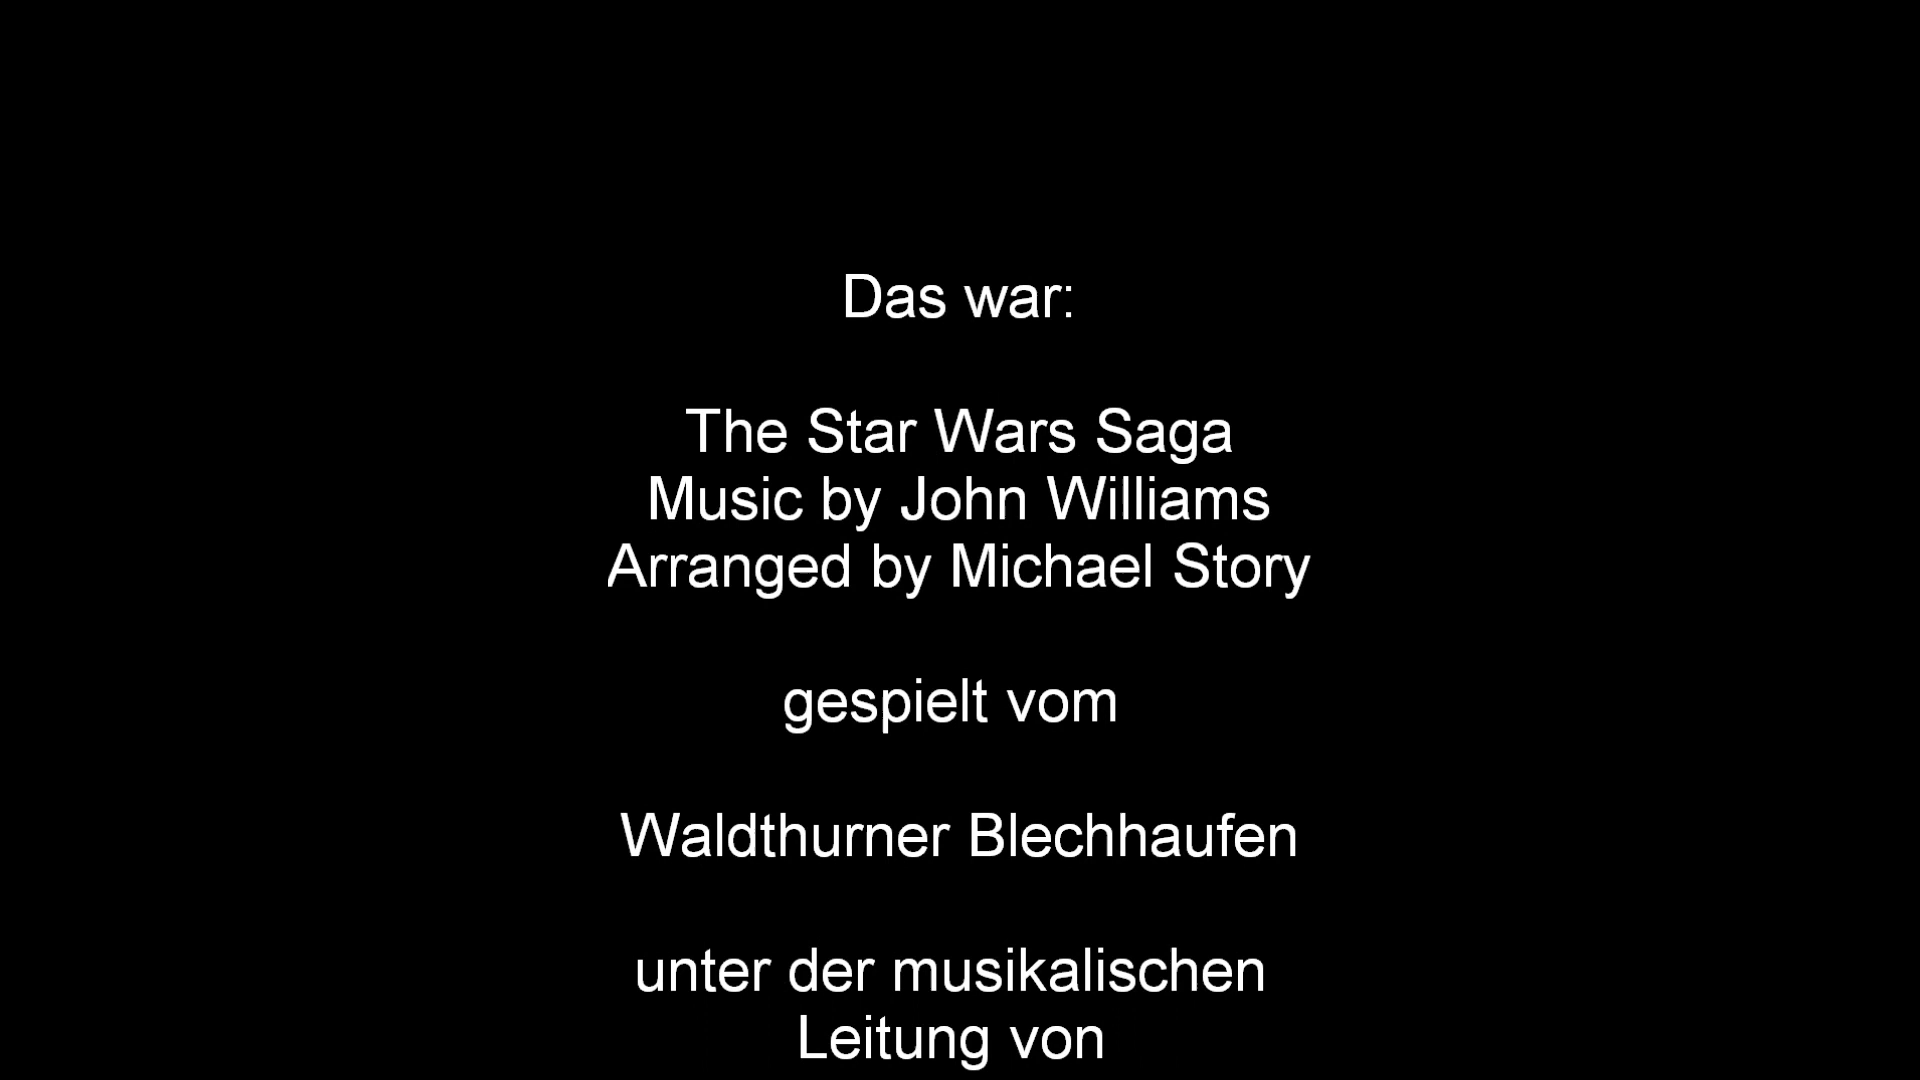 Das war:
The Star Wars Saga
Music by John Williams
Arranged by Michael Story
gespielt vom
Waldthurner Blechhaufen
unter der musikalischen
Leitung von